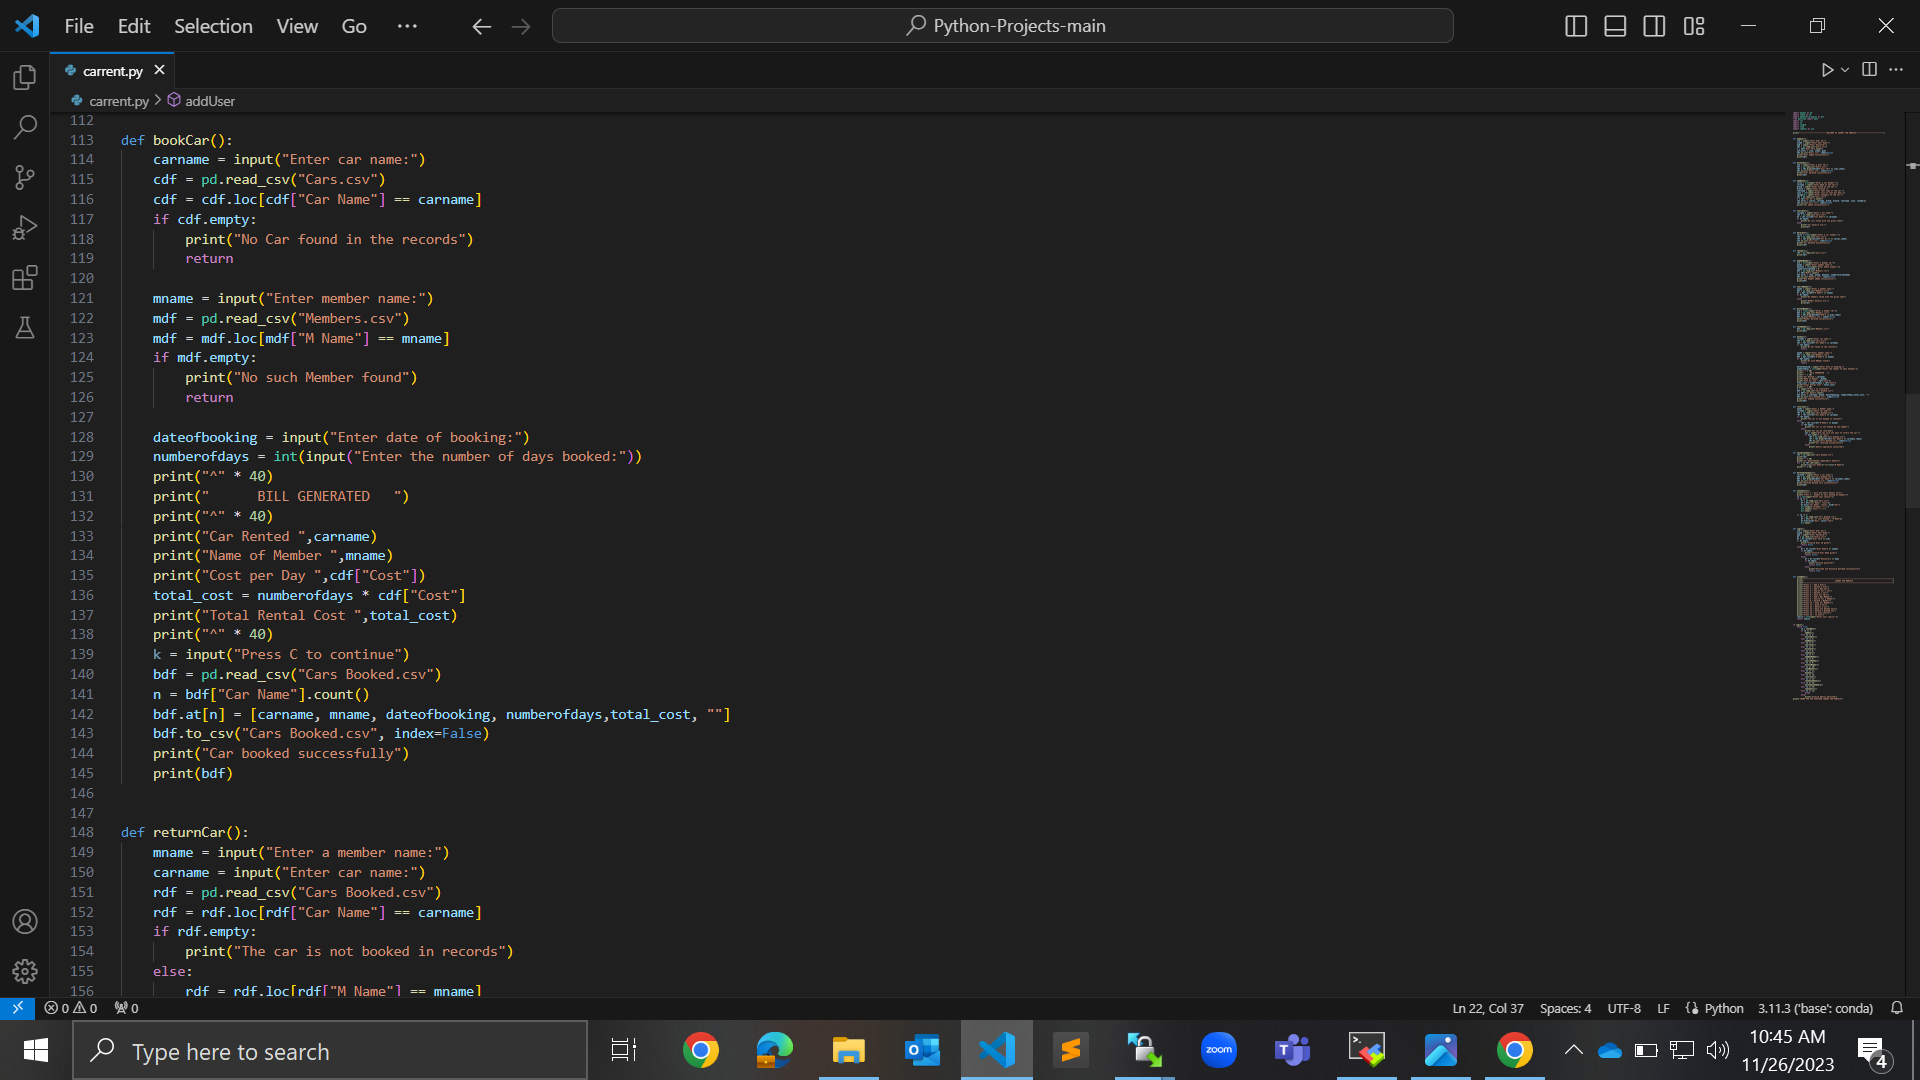 File Edit Selection View Go ··· Python-Projects-main
carrent.py
carrent.py > addUser
112
113 def bookCar():
114     carname = input("Enter car name:")
115     cdf = pd.read_csv("Cars.csv")
116     cdf = cdf.loc[cdf["Car Name"] == carname]
117     if cdf.empty:
118         print("No Car found in the records")
119         return
120
121     mname = input("Enter member name:")
122     mdf = pd.read_csv("Members.csv")
123     mdf = mdf.loc[mdf["M Name"] == mname]
124     if mdf.empty:
125         print("No such Member found")
126         return
127
128     dateofbooking = input("Enter date of booking:")
129     numberofdays = int(input("Enter the number of days booked:"))
130     print("^" * 40)
131     print("      BILL GENERATED   ")
132     print("^" * 40)
133     print("Car Rented ",carname)
134     print("Name of Member ",mname)
135     print("Cost per Day ",cdf["Cost"])
136     total_cost = numberofdays * cdf["Cost"]
137     print("Total Rental Cost ",total_cost)
138     print("^" * 40)
139     k = input("Press C to continue")
140     bdf = pd.read_csv("Cars Booked.csv")
141     n = bdf["Car Name"].count()
142     bdf.at[n] = [carname, mname, dateofbooking, numberofdays,total_cost, ""]
143     bdf.to_csv("Cars Booked.csv", index=False)
144     print("Car booked successfully")
145     print(bdf)
146
147
148 def returnCar():
149     mname = input("Enter a member name:")
150     carname = input("Enter car name:")
151     rdf = pd.read_csv("Cars Booked.csv")
152     rdf = rdf.loc[rdf["Car Name"] == carname]
153     if rdf.empty:
154         print("The car is not booked in records")
155     else:
156         rdf = rdf.loc[rdf["M Name"] == mname]
0 0 0 Ln 22, Col 37 Spaces: 4 UTF-8 LF Python 3.11.3 ('base': conda)
Type here to search
zoom
10:45 AM
11/26/2023
4